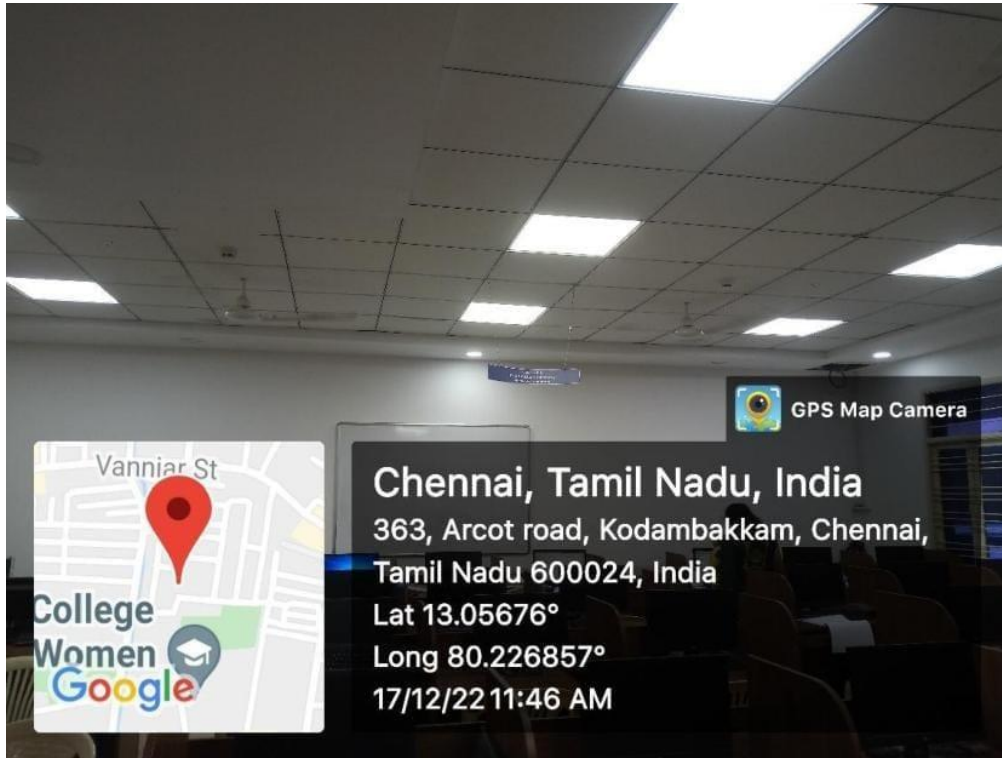 GPS Map Camera
Vanniar St
College
Women
Google
Chennai, Tamil Nadu, India
363, Arcot road, Kodambakkam, Chennai,
Tamil Nadu 600024, India
Lat 13.05676°
Long 80.226857°
17/12/22 11:46 AM